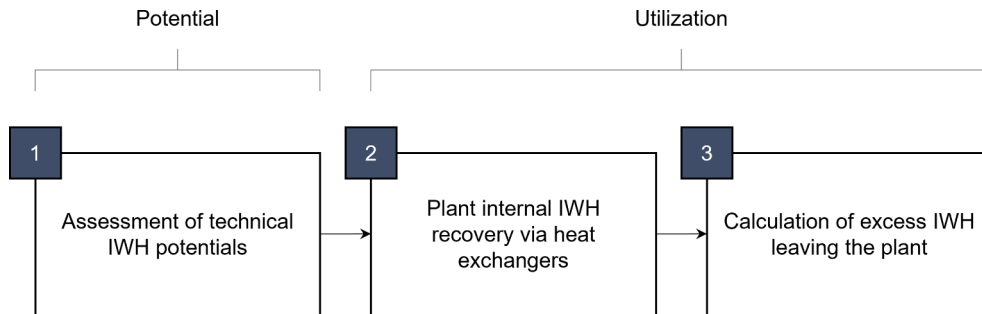 Potential
Utilization
1
Assessment of technical
IWH potentials
2
Plant internal IWH
recovery via heat
exchangers
3
Calculation of excess IWH
leaving the plant